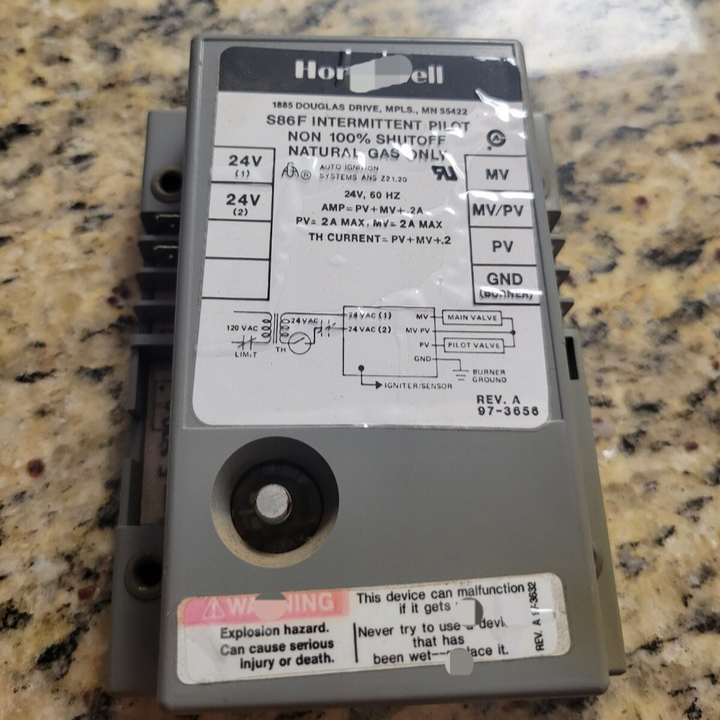 1885 DOUGLAS DRIVE, MPLS., MN 55422
S86F INTERMITTENT PILOT
NON 100% SHUTOFF
NATURAL GAS ONLY
AUTO IGNITION
SYSTEMS ANS Z21.20
24V
(1)
24V
(2)
24V, 60 HZ
AMP=PV+MV+.2A
PV= 2A MAX, MV= 2A MAX
TH CURRENT=PV+MV+.2
MV
MV/PV
PV
GND
(BURNER)
120 VAC
LIMIT
TH
24VAC
24 VAC (1)
24 VAC (2)
MV
MV PV
PV
GND
MAIN VALVE
PILOT VALVE
BURNER
GROUND
IGNITER/SENSOR
REV. A
97-3656
Explosion hazard.
Can cause serious
injury or death.
This device can malfunction
if it gets
Never try to use
that has
been wet— it.
REV. A